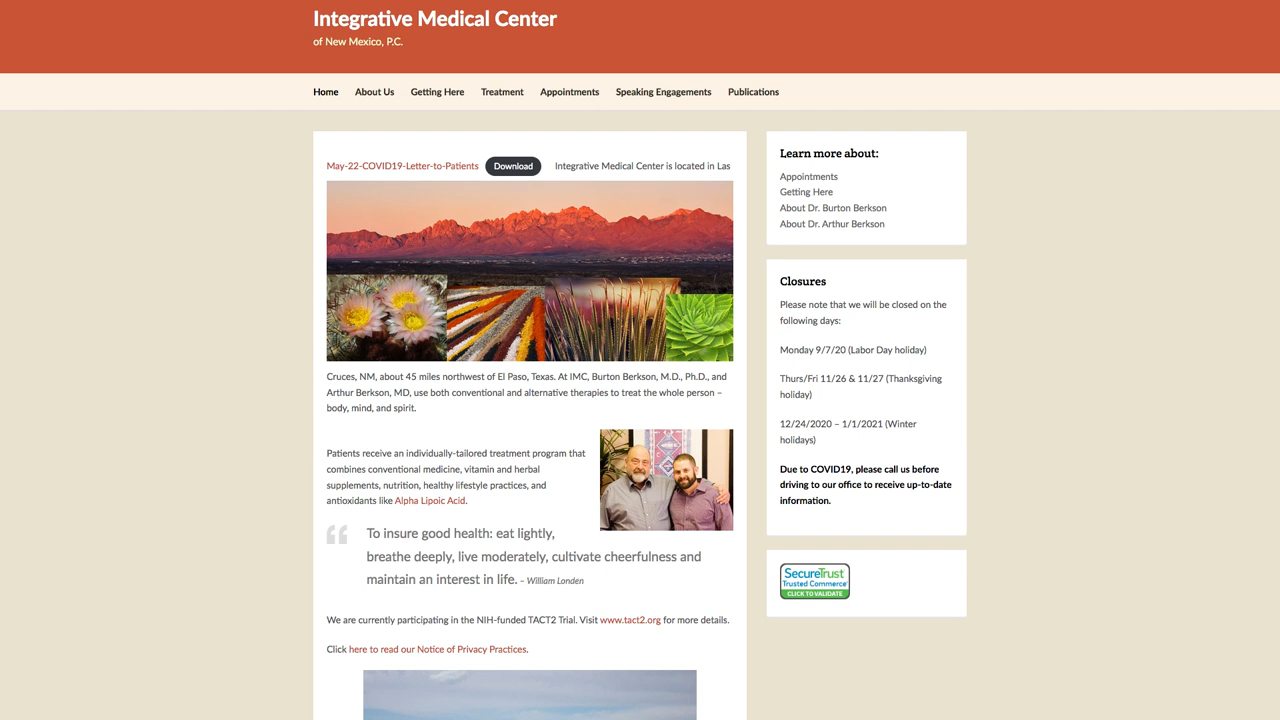 Integrative Medical Center
of New Mexico, P.C.
Home About Us Getting Here Treatment Appointments Speaking Engagements Publications
May-22-COVID19-Letter-to-Patients Download Integrative Medical Center is located in Las
Cruces, NM, about 45 miles northwest of El Paso, Texas. At IMC, Burton Berkson, M.D., Ph.D., and
Arthur Berkson, MD, use both conventional and alternative therapies to treat the whole person –
body, mind, and spirit.
Patients receive an individually-tailored treatment program that
combines conventional medicine, vitamin and herbal
supplements, nutrition, healthy lifestyle practices, and
antioxidants like Alpha Lipoic Acid.
“ To insure good health: eat lightly,
breathe deeply, live moderately, cultivate cheerfulness and
maintain an interest in life. – William Londen
We are currently participating in the NIH-funded TACT2 Trial. Visit www.tact2.org for more details.
Click here to read our Notice of Privacy Practices.
Learn more about:
Appointments
Getting Here
About Dr. Burton Berkson
About Dr. Arthur Berkson
Closures
Please note that we will be closed on the
following days:
Monday 9/7/20 (Labor Day holiday)
Thurs/Fri 11/26 & 11/27 (Thanksgiving
holiday)
12/24/2020 – 1/1/2021 (Winter
holidays)
Due to COVID19, please call us before
driving to our office to receive up-to-date
information.
SecureTrust
Trusted Commerce
CLICK TO VALIDATE